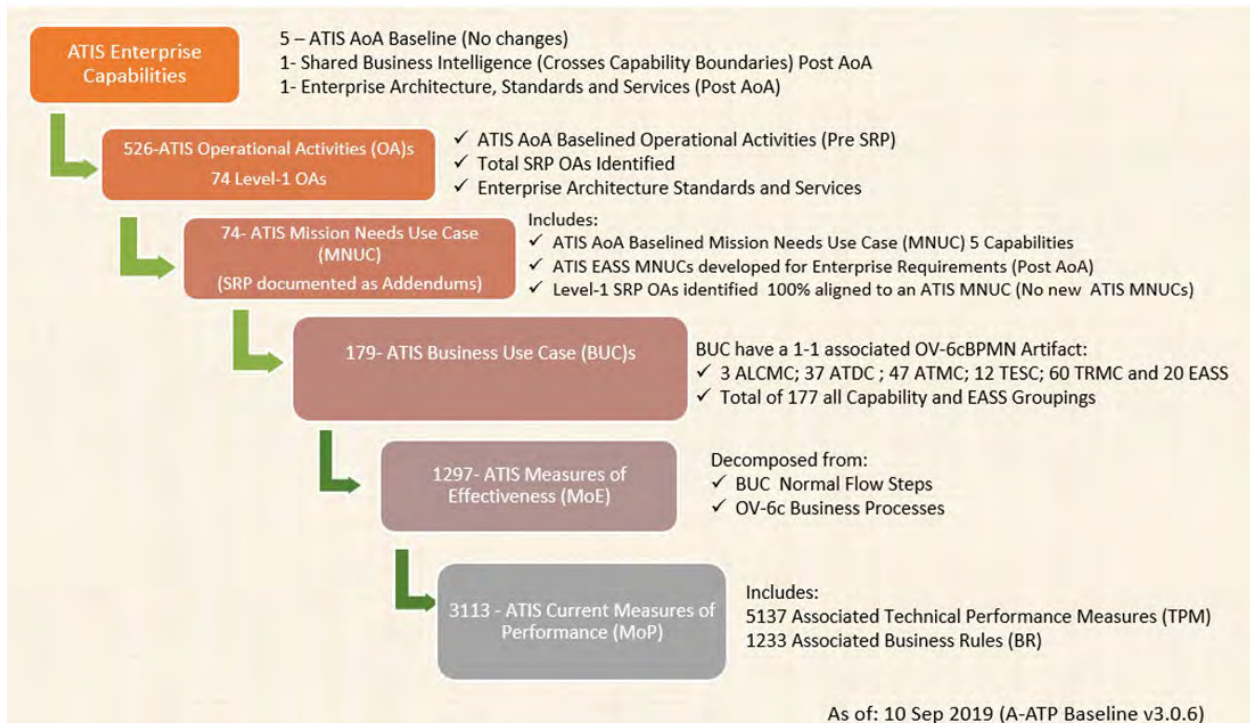 ATIS Enterprise
Capabilities
5 – ATIS AoA Baseline (No changes)
1- Shared Business Intelligence (Crosses Capability Boundaries) Post AoA
1- Enterprise Architecture, Standards and Services (Post AoA)
526-ATIS Operational Activities (OA)s
74 Level-1 OAs
✓ ATIS AoA Baselined Operational Activities (Pre SRP)
✓ Total SRP OAs Identified
✓ Enterprise Architecture Standards and Services
74- ATIS Mission Needs Use Case
(MNUC)
(SRP documented as Addendums)
Includes:
✓ ATIS AoA Baselined Mission Needs Use Case (MNUC) 5 Capabilities
✓ ATIS EASS MNUCs developed for Enterprise Requirements (Post AoA)
✓ Level-1 SRP OAs identified 100% aligned to an ATIS MNUC (No new ATIS MNUCs)
179- ATIS Business Use Case (BUC)s
BUC have a 1-1 associated OV-6cBPMN Artifact:
✓ 3 ALCMC; 37 ATDC ; 47 ATMC; 12 TESC; 60 TRMC and 20 EASS
✓ Total of 177 all Capability and EASS Groupings
1297- ATIS Measures of
Effectiveness (MoE)
Decomposed from:
✓ BUC Normal Flow Steps
✓ OV-6c Business Processes
3113 - ATIS Current Measures of
Performance (MoP)
Includes:
5137 Associated Technical Performance Measures (TPM)
1233 Associated Business Rules (BR)
As of: 10 Sep 2019 (A-ATP Baseline v3.0.6)